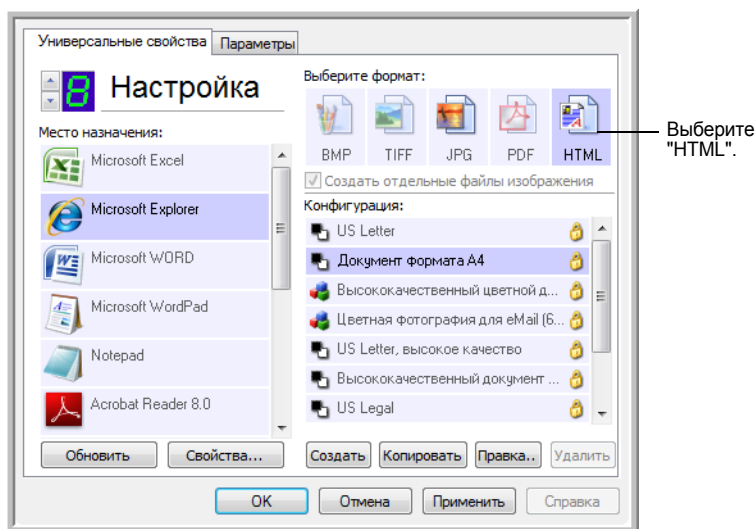 Универсальные свойства
Параметры
8
Настройка
Место назначения:
Microsoft Excel
Microsoft Explorer
Microsoft WORD
Microsoft WordPad
Notepad
Acrobat Reader 8.0
Обновить
Свойства...
Выберите формат:
BMP TIFF JPG PDF HTML
Создать отдельные файлы изображения
Конфигурация:
US Letter
Документ формата A4
Высококачественный цветной д...
Цветная фотография для eMail (6...
US Letter, высокое качество
Высококачественный документ ...
US Legal
Создать
Копировать
Правка..
Удалить
OK
Отмена
Применить
Справка
Выберите
"HTML".